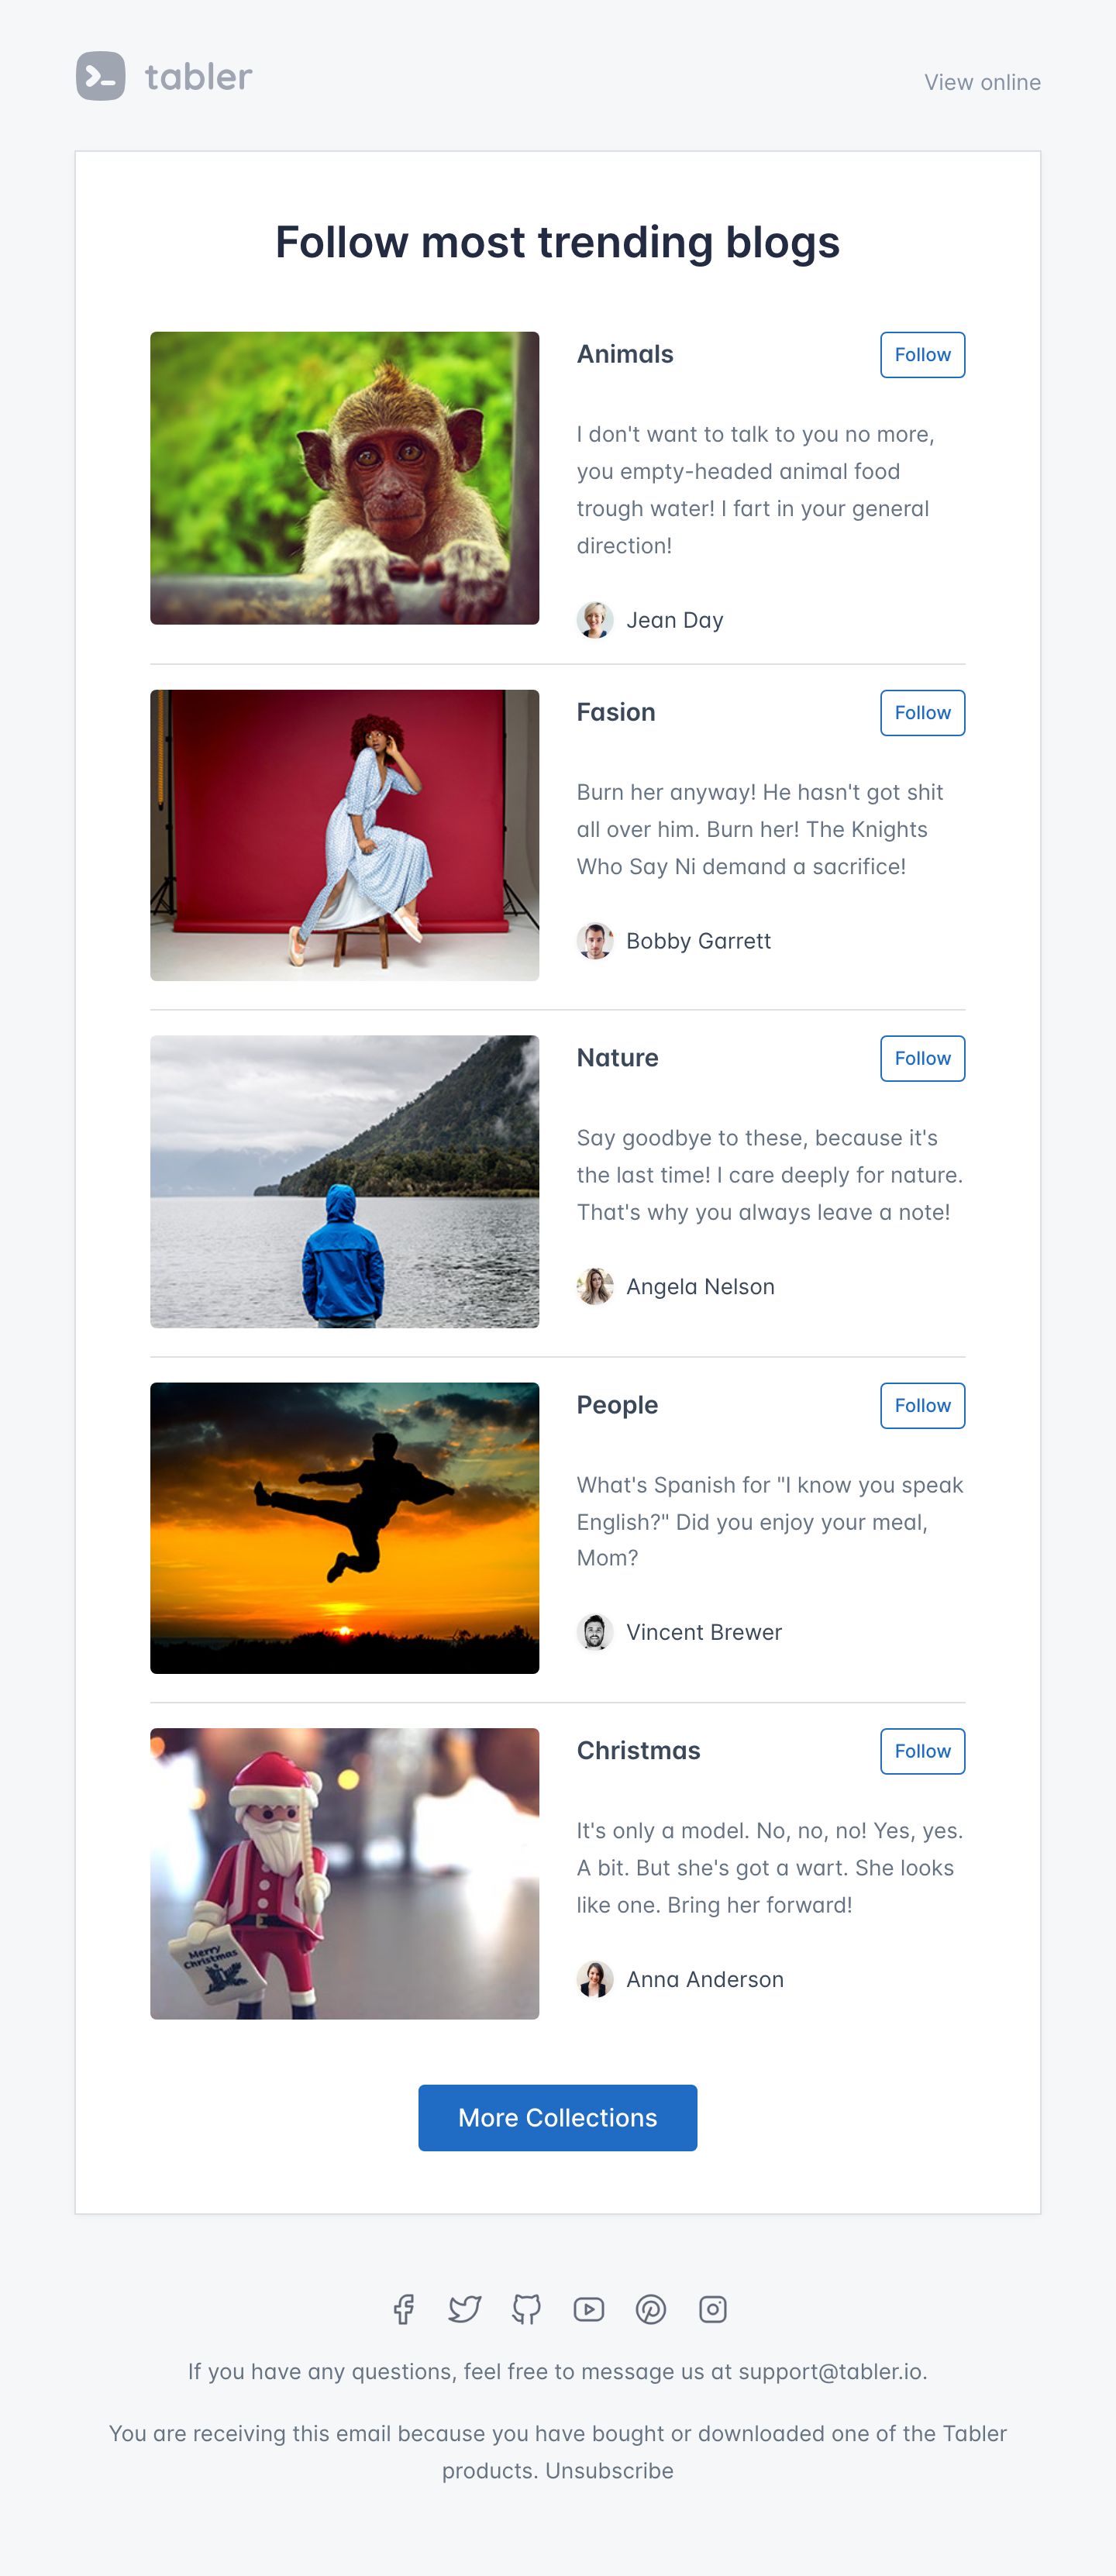 tabler
View online
Follow most trending blogs
Animals
Follow
I don't want to talk to you no more,
you empty-headed animal food
trough water! I fart in your general
direction!
Jean Day
Fasion
Follow
Burn her anyway! He hasn't got shit
all over him. Burn her! The Knights
Who Say Ni demand a sacrifice!
Bobby Garrett
Nature
Follow
Say goodbye to these, because it's
the last time! I care deeply for nature.
That's why you always leave a note!
Angela Nelson
People
Follow
What's Spanish for "I know you speak
English?" Did you enjoy your meal,
Mom?
Vincent Brewer
Merry
Christmas
Christmas
Follow
It's only a model. No, no, no! Yes, yes.
A bit. But she's got a wart. She looks
like one. Bring her forward!
Anna Anderson
More Collections
If you have any questions, feel free to message us at support@tabler.io.
You are receiving this email because you have bought or downloaded one of the Tabler
products. Unsubscribe